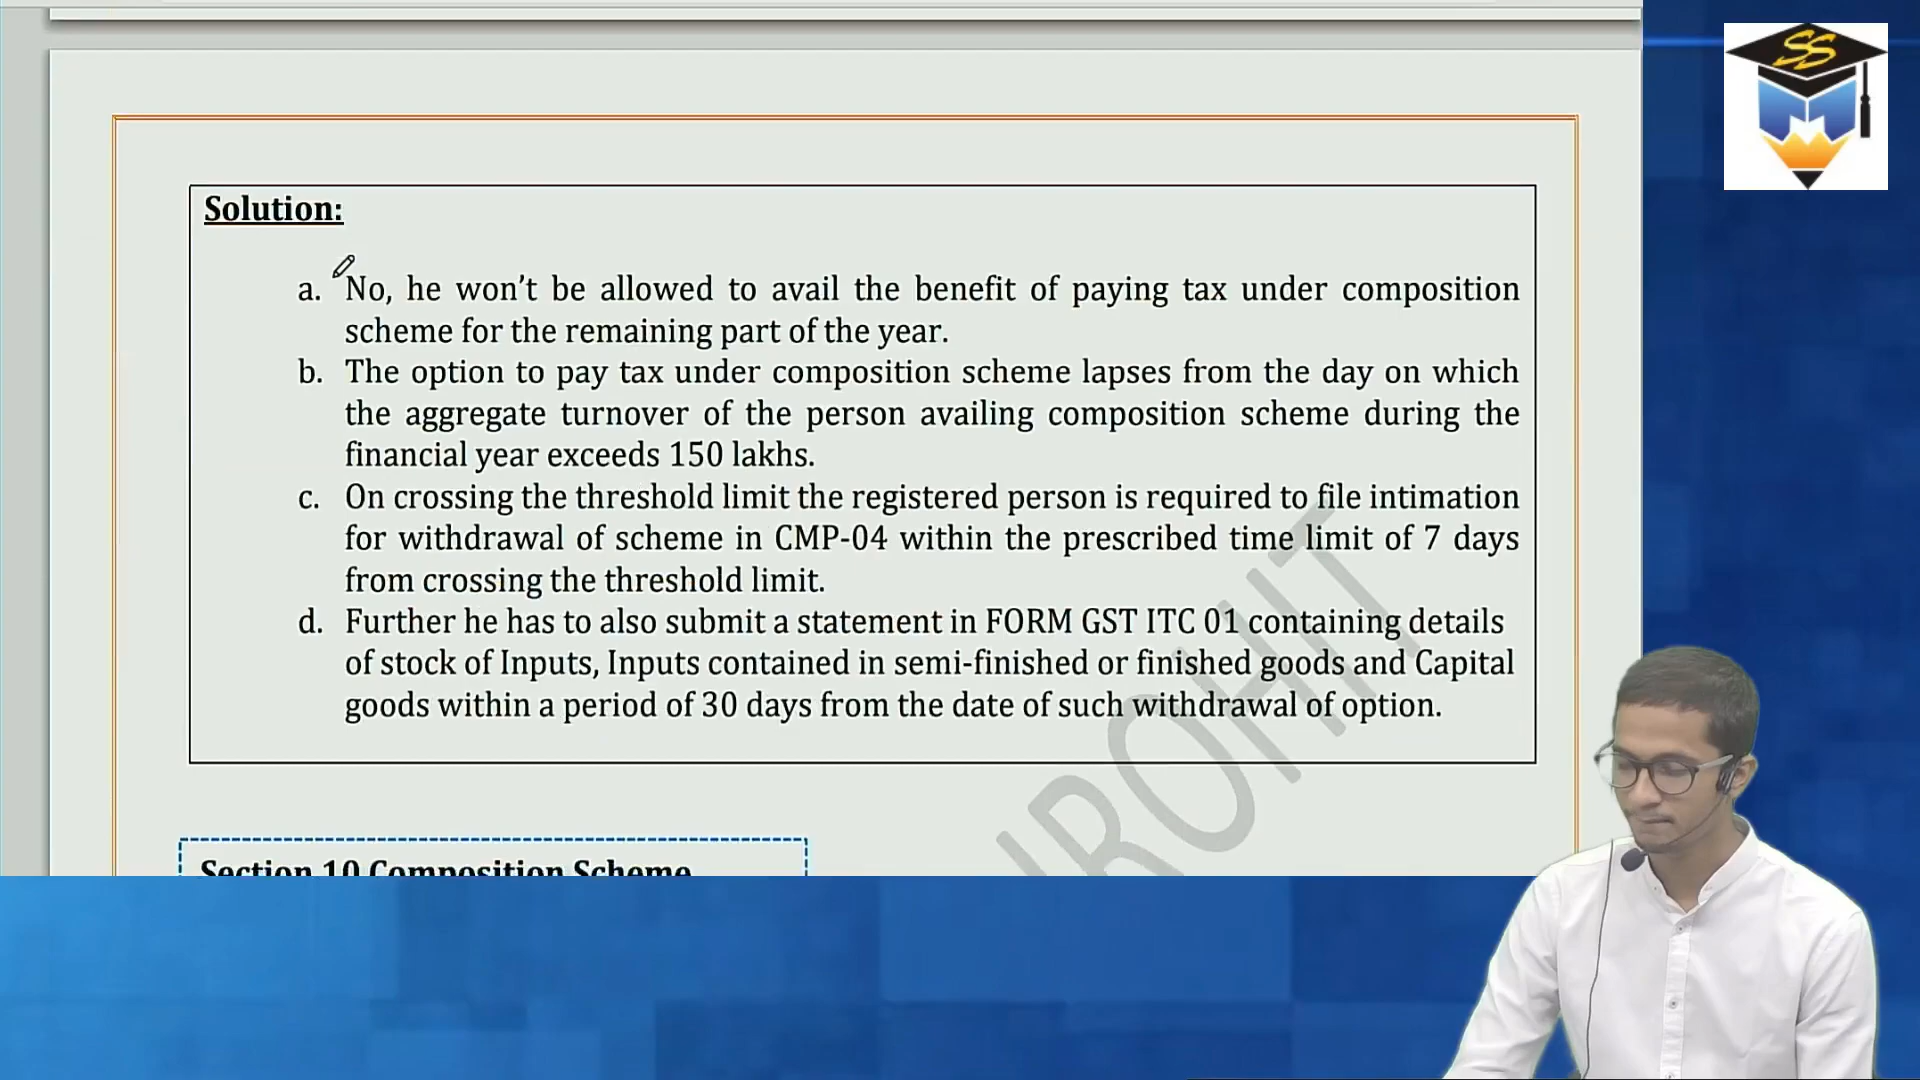 SS
Solution:
a. No, he won’t be allowed to avail the benefit of paying tax under composition
scheme for the remaining part of the year.
b. The option to pay tax under composition scheme lapses from the day on which
the aggregate turnover of the person availing composition scheme during the
financial year exceeds 150 lakhs.
c. On crossing the threshold limit the registered person is required to file intimation
for withdrawal of scheme in CMP-04 within the prescribed time limit of 7 days
from crossing the threshold limit.
d. Further he has to also submit a statement in FORM GST ITC 01 containing details
of stock of Inputs, Inputs contained in semi-finished or finished goods and Capital
goods within a period of 30 days from the date of such withdrawal of option.
ROHIT
Section 10 Composition Scheme